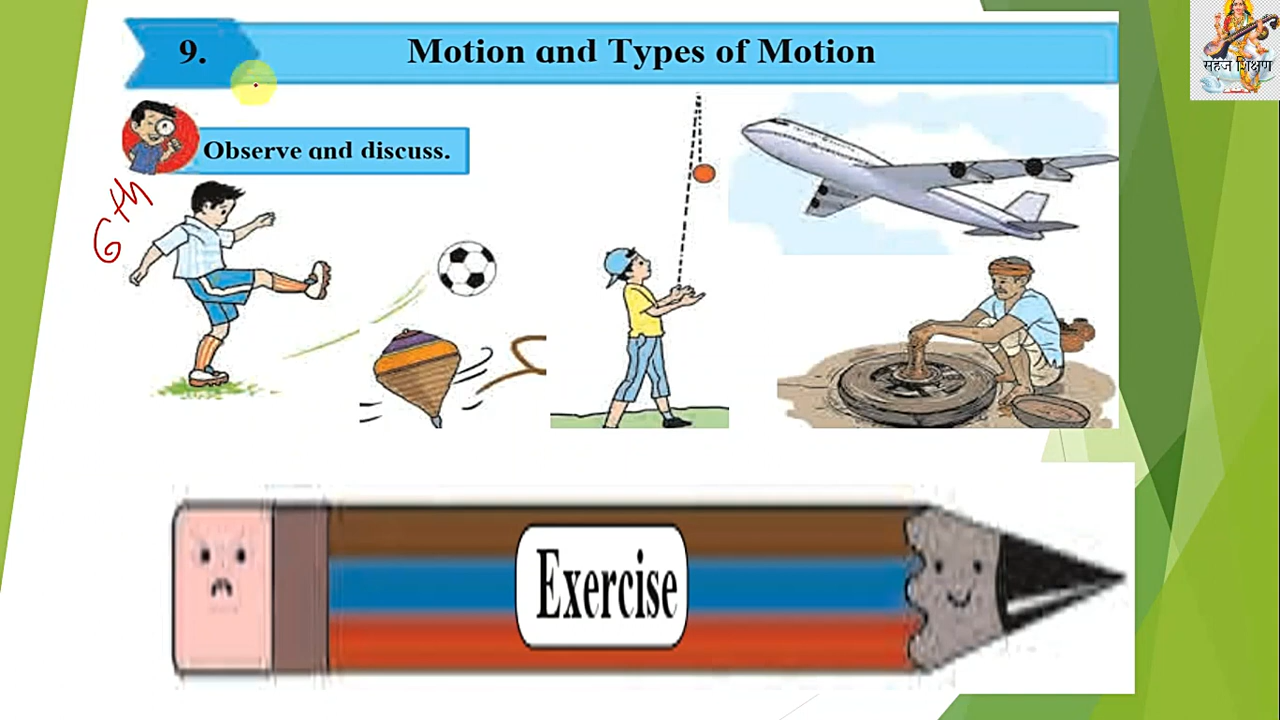 9.
Motion and Types of Motion
सहज शिक्षण
Observe and discuss.
6th
Exercise